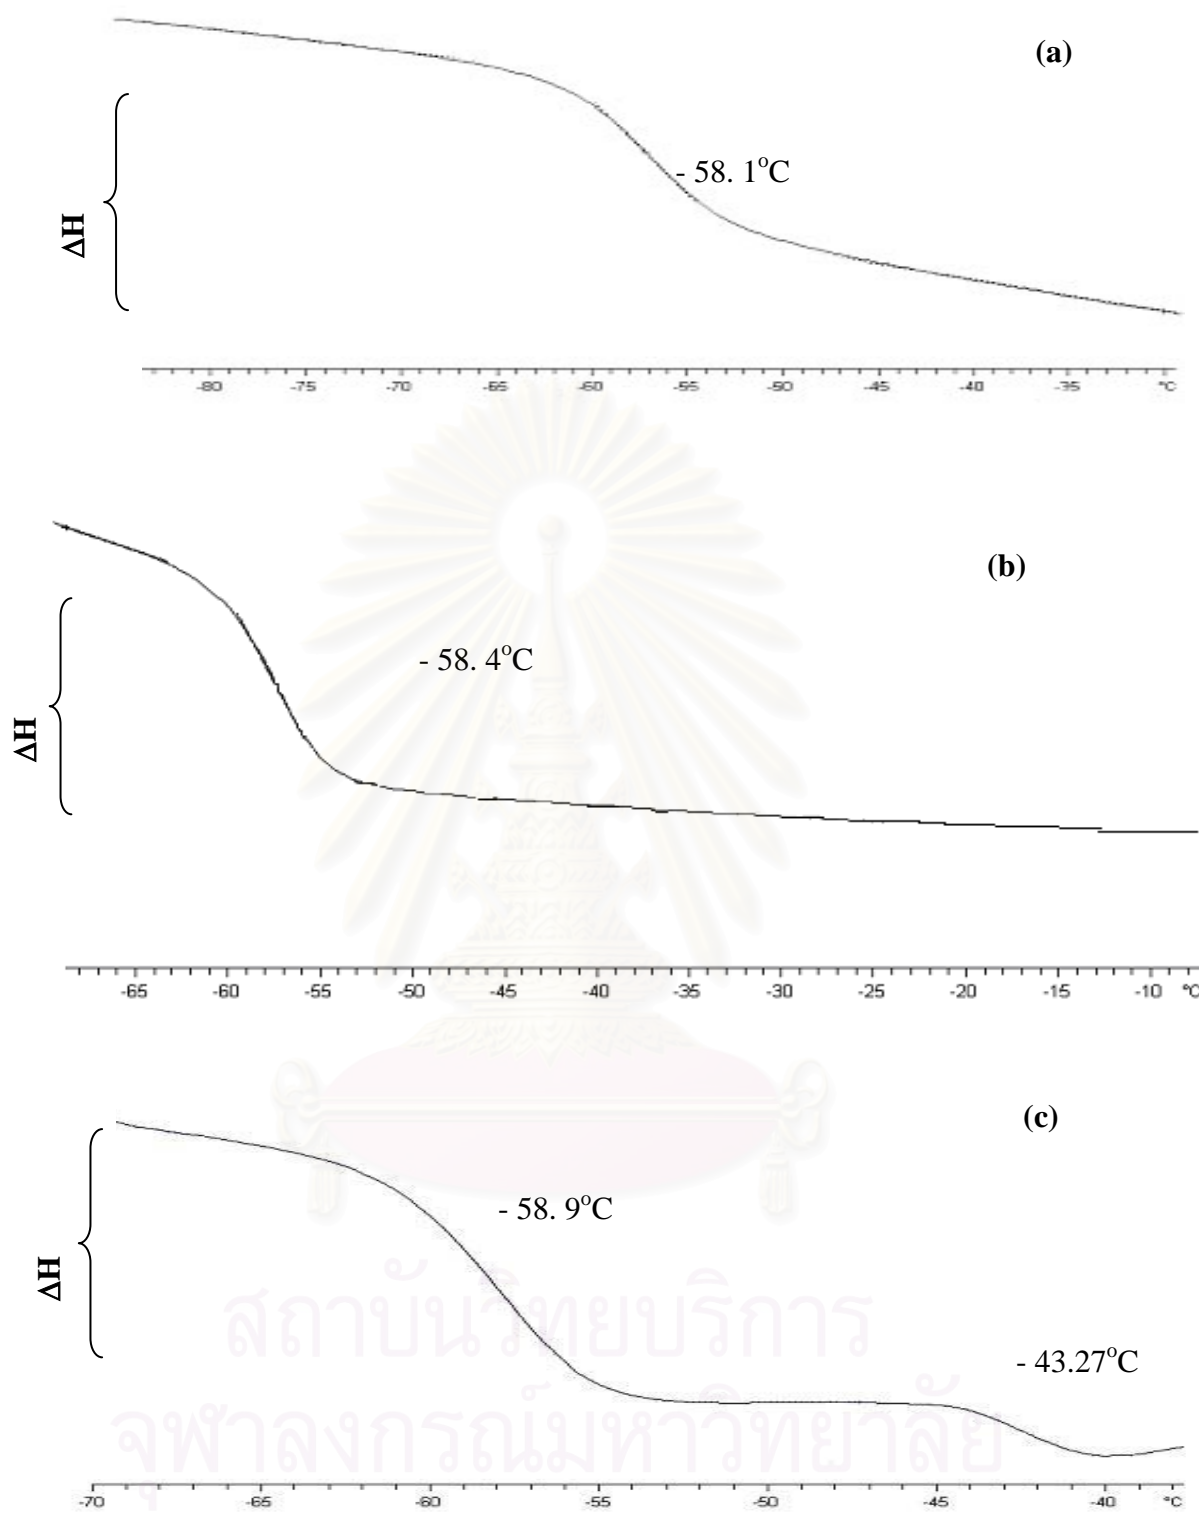 (a)
- 58. 1°C
ΔH
-80 -75 -70 -65 -60 -55 -50 -45 -40 -35 °C
(b)
- 58. 4°C
ΔH
-65 -60 -55 -50 -45 -40 -35 -30 -25 -20 -15 -10 °C
(c)
- 58. 9°C
ΔH
สถาบันวิทยบริการ
- 43.27°C
จุฬาลงกรณ์มหาวิทยาลัย
-70 -65 -60 -55 -50 -45 -40 °C